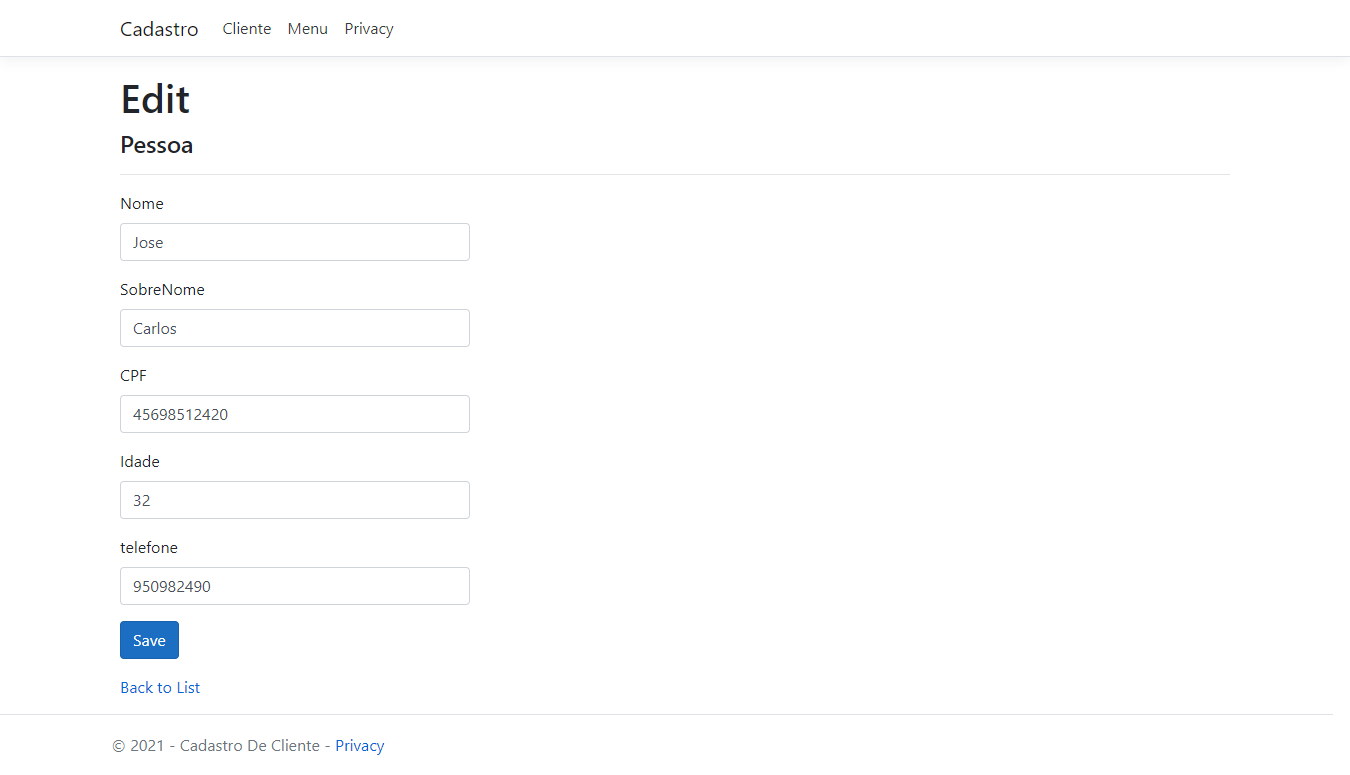 Cadastro Cliente Menu Privacy
Edit
Pessoa
Nome
Jose
SobreNome
Carlos
CPF
45698512420
Idade
32
telefone
950982490
Save
Back to List
© 2021 - Cadastro De Cliente - Privacy